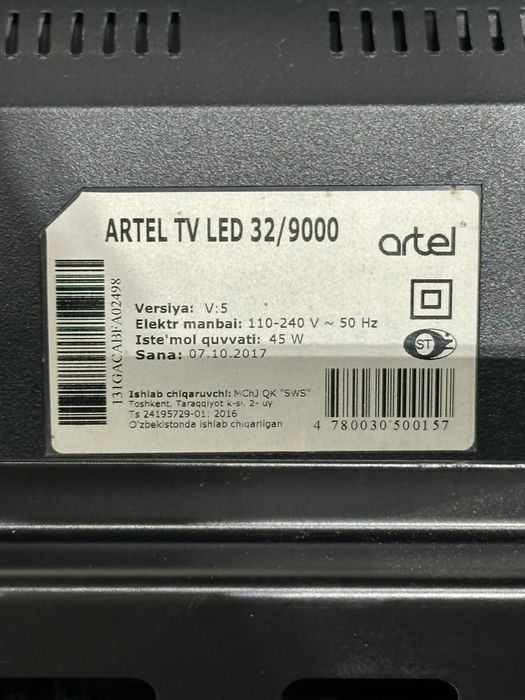 ARTEL TV LED 32/9000
artel
Versiya: V:5
Elektr manbai: 110-240 V ~ 50 Hz
Iste'mol quvvati: 45 W
Sana: 07.10.2017
ST
131GACABFA02498
Ishlab chiqaruvchi: MChJ QK "SWS"
Toshkent, Taraqqiyot k-si, 2- uy
Ts 24195729-01: 2016
O'zbekistonda ishlab chiqarilgan
4 780030 500157